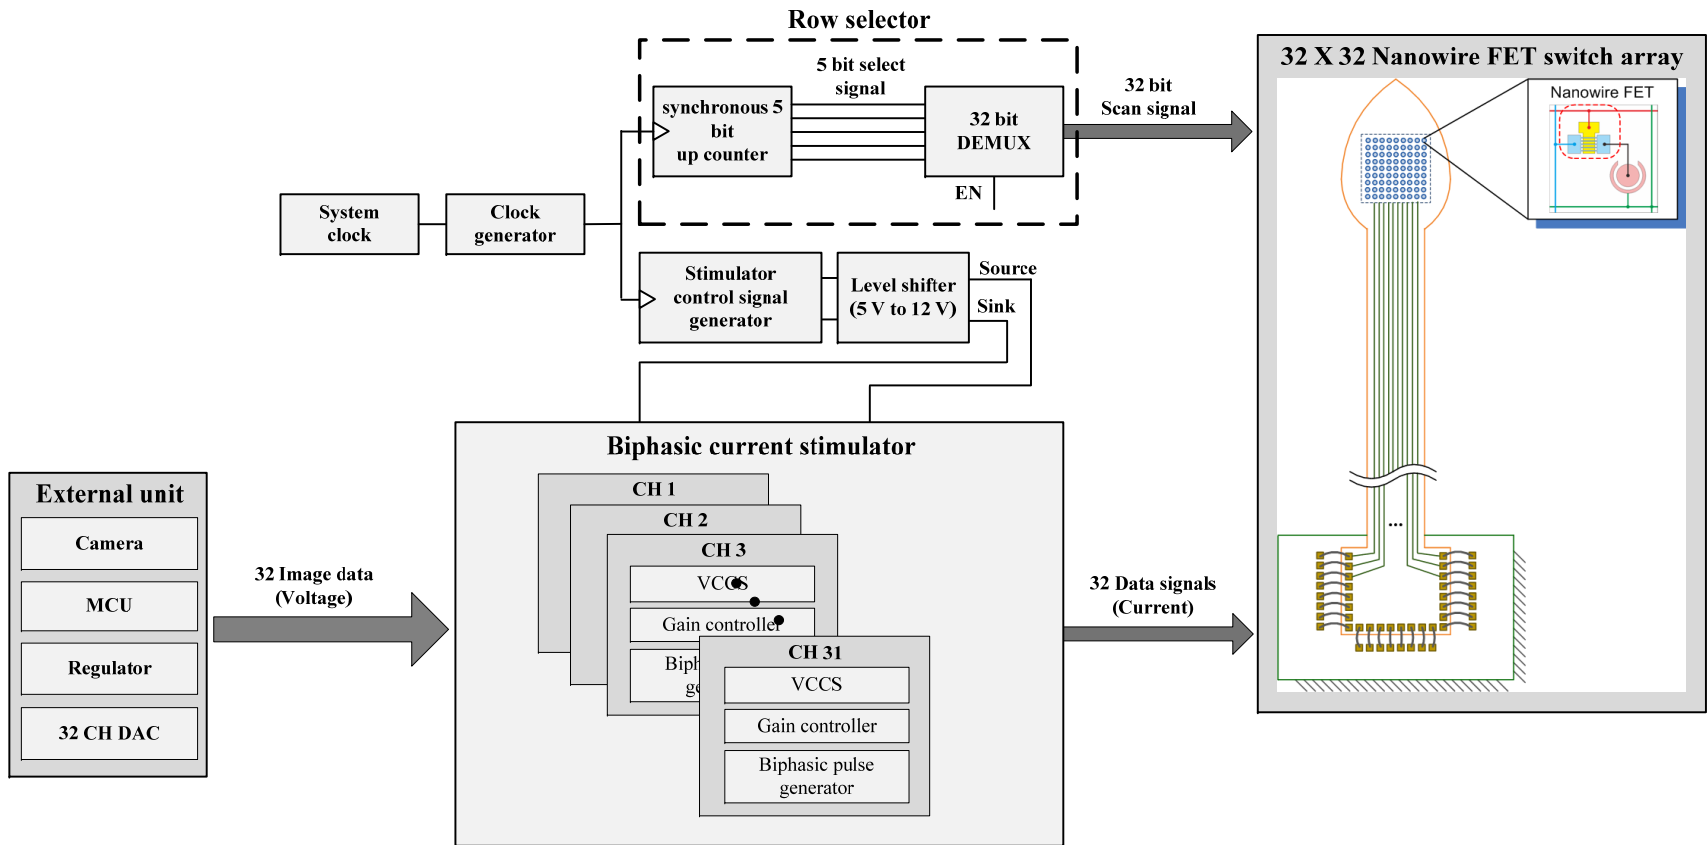 Row selector
5 bit select
signal
synchronous 5
bit
up counter
32 bit
DEMUX
EN
32 bit
Scan signal
32 X 32 Nanowire FET switch array
Nanowire FET
System
clock
Clock
generator
Stimulator
control signal
generator
Level shifter
(5 V to 12 V)
Source
Sink
Biphasic current stimulator
CH 1
CH 2
CH 3
VCCS
Gain controller
Biph
ge
CH 31
VCCS
Gain controller
Biphasic pulse
generator
External unit
Camera
MCU
Regulator
32 CH DAC
32 Image data
(Voltage)
32 Data signals
(Current)
...